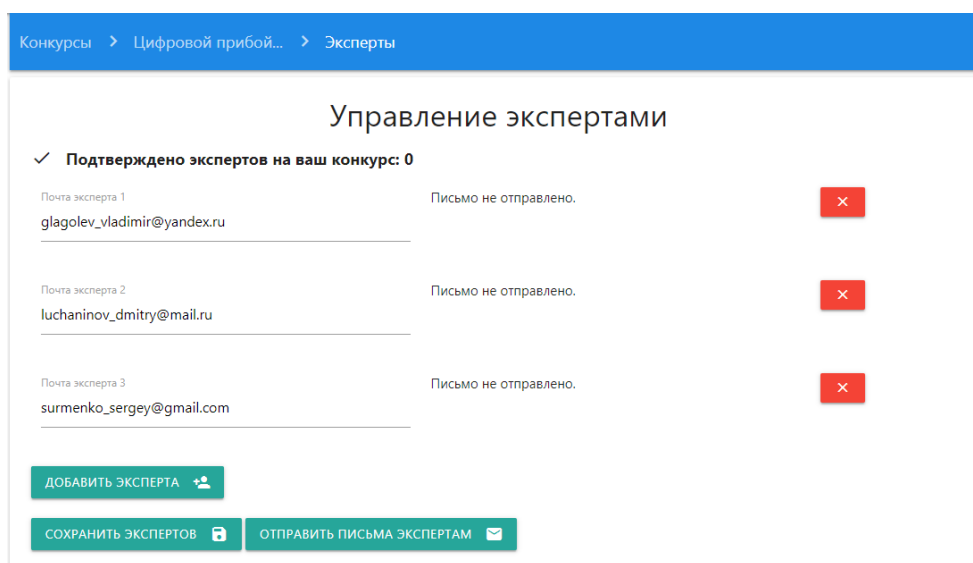 Конкурсы > Цифровой прибой... > Эксперты
Управление экспертами
Подтверждено экспертов на ваш конкурс: 0
Почта эксперта 1
glagolev_vladimir@yandex.ru
Письмо не отправлено.
Почта эксперта 2
luchaninov_dmitry@mail.ru
Письмо не отправлено.
Почта эксперта 3
surmenko_sergey@gmail.com
Письмо не отправлено.
ДОБАВИТЬ ЭКСПЕРТА
СОХРАНИТЬ ЭКСПЕРТОВ
ОТПРАВИТЬ ПИСЬМА ЭКСПЕРТАМ